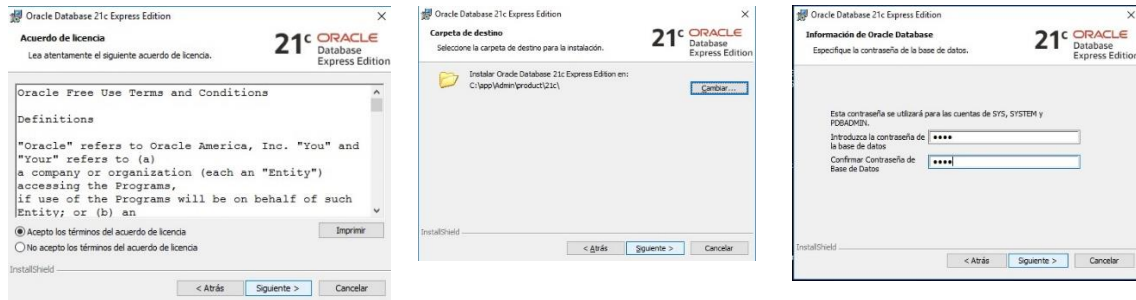 Oracle Database 21c Express Edition
Acuerdo de licencia
Lea atentamente el siguiente acuerdo de licencia.
21c ORACLE
Database
Express Edition
Oracle Free Use Terms and Conditions
Definitions
"Oracle" refers to Oracle America, Inc. "You" and
"Your" refers to (a)
a company or organization (each an "Entity")
accessing the Programs,
if use of the Programs will be on behalf of such
Entity; or (b) an
Acepto los términos del acuerdo de licencia
Imprimir
No acepto los términos del acuerdo de licencia
InstallShield
< Atrás
Siguiente >
Cancelar
Oracle Database 21c Express Edition
Carpeta de destino
Seleccione la carpeta de destino para la instalación.
21c ORACLE
Database
Express Edition
Instalar Oracle Database 21c Express Edition en:
C:\app\Admin\product\21c\
Cambiar...
InstallShield
< Atrás
Siguiente >
Cancelar
Oracle Database 21c Express Edition
Información de Oracle Database
Especifique la contraseña de la base de datos.
21c ORACLE
Database
Express Edition
Esta contraseña se utilizará para las cuentas de SYS, SYSTEM y
PDBADMIN.
Introduzca la contraseña de
la base de datos
Confirmar Contraseña de
Base de Datos
InstallShield
< Atrás
Siguiente >
Cancelar